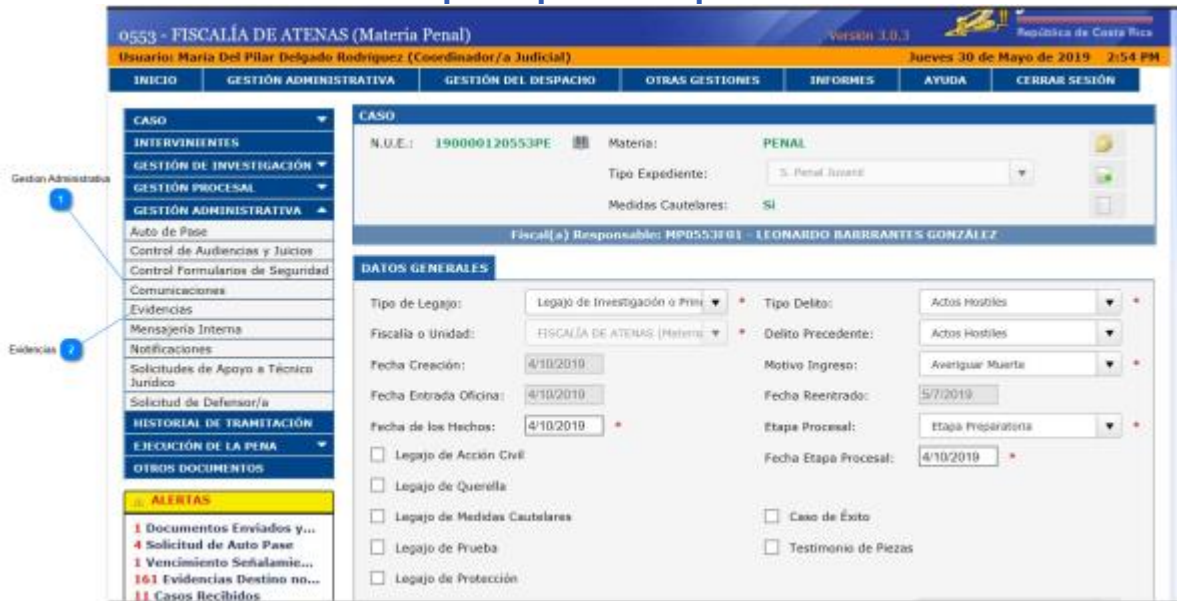 0553 - FISCALÍA DE ATENAS (Materia Penal)
Versión 3.0.3
República de Costa Rica
Usuario: María Del Pilar Delgado Rodríguez (Coordinador/a Judicial)
Jueves 30 de Mayo de 2019 2:54 PM
INICIO GESTIÓN ADMINISTRATIVA GESTIÓN DEL DESPACHO OTRAS GESTIONES INFORMES AYUDA CERRAR SESIÓN
CASO
INTERVINIENTES
GESTIÓN DE INVESTIGACIÓN
GESTIÓN PROCESAL
GESTIÓN ADMINISTRATIVA
Auto de Pase
Control de Audiencias y Juicios
Control Formularios de Seguridad
Comunicaciones
Evidencias
Mensajería Interna
Notificaciones
Solicitudes de Apoyo a Técnico
Jurídico
Solicitud de Defensor/a
HISTORIAL DE TRAMITACIÓN
EJECUCIÓN DE LA PENA
OTROS DOCUMENTOS
Gestion Administrativa
1
Evidencias 2
ALERTAS
1 Documentos Enviados y...
4 Solicitud de Auto Pase
1 Vencimiento Señalamie...
161 Evidencias Destino no...
11 Casos Recibidos
CASO
N.U.E.: 190000120553PE Materia: PENAL
Tipo Expediente: S. Penal Juvenil
Medidas Cautelares: Si
Fiscal(a) Responsable: MP0553F01 - LEONARDO BARRRANTES GONZÁLEZ
DATOS GENERALES
Tipo de Legajo: Legajo de Investigación o Princ * Tipo Delito: Actos Hostiles *
Fiscalía o Unidad: FISCALÍA DE ATENAS (Materia * Delito Precedente: Actos Hostiles
Fecha Creación: 4/10/2019 Motivo Ingreso: Averiguar Muerte *
Fecha Entrada Oficina: 4/10/2019 Fecha Reentrado: 5/7/2019
Fecha de los Hechos: 4/10/2019 * Etapa Procesal: Etapa Preparatoria *
Legajo de Acción Civil Fecha Etapa Procesal: 4/10/2019 *
Legajo de Querella
Legajo de Medidas Cautelares Caso de Éxito
Legajo de Prueba Testimonio de Piezas
Legajo de Protección